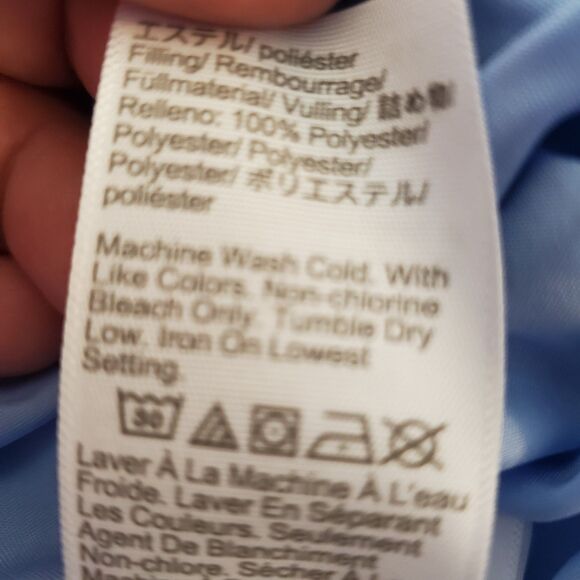 エステル/ poliéster
Filling/ Rembourrage/
Füllmaterial/ Vulling/ 詰め物/
Relleno: 100% Polyester/
Polyester/ Polyester/
Polyester/ ポリエステル/
poliéster
Machine Wash Cold. With
Like Colors. Non-chlorine
Bleach Only. Tumble Dry
Low. Iron On Lowest
Setting.
30
Laver À La Machine À L'eau
Froide. Laver En Séparant
Les Couleurs. Seulement
Agent De Blanchiment
Non-chlore. Sécher À